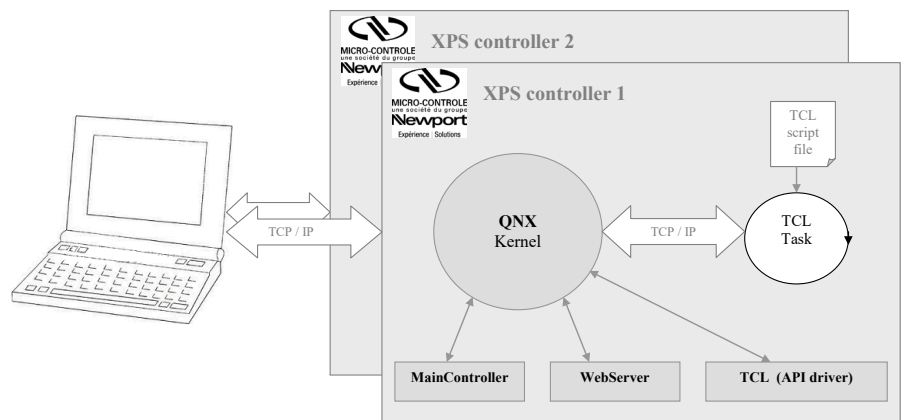 MICRO-CONTROLE
une société du groupe
New
Expérience
XPS controller 2
MICRO-CONTROLE
une société du groupe
Newport
Expérience | Solutions
XPS controller 1
TCL
script
file
TCP / IP
QNX
Kernel
TCP / IP
TCL
Task
MainController
WebServer
TCL (API driver)